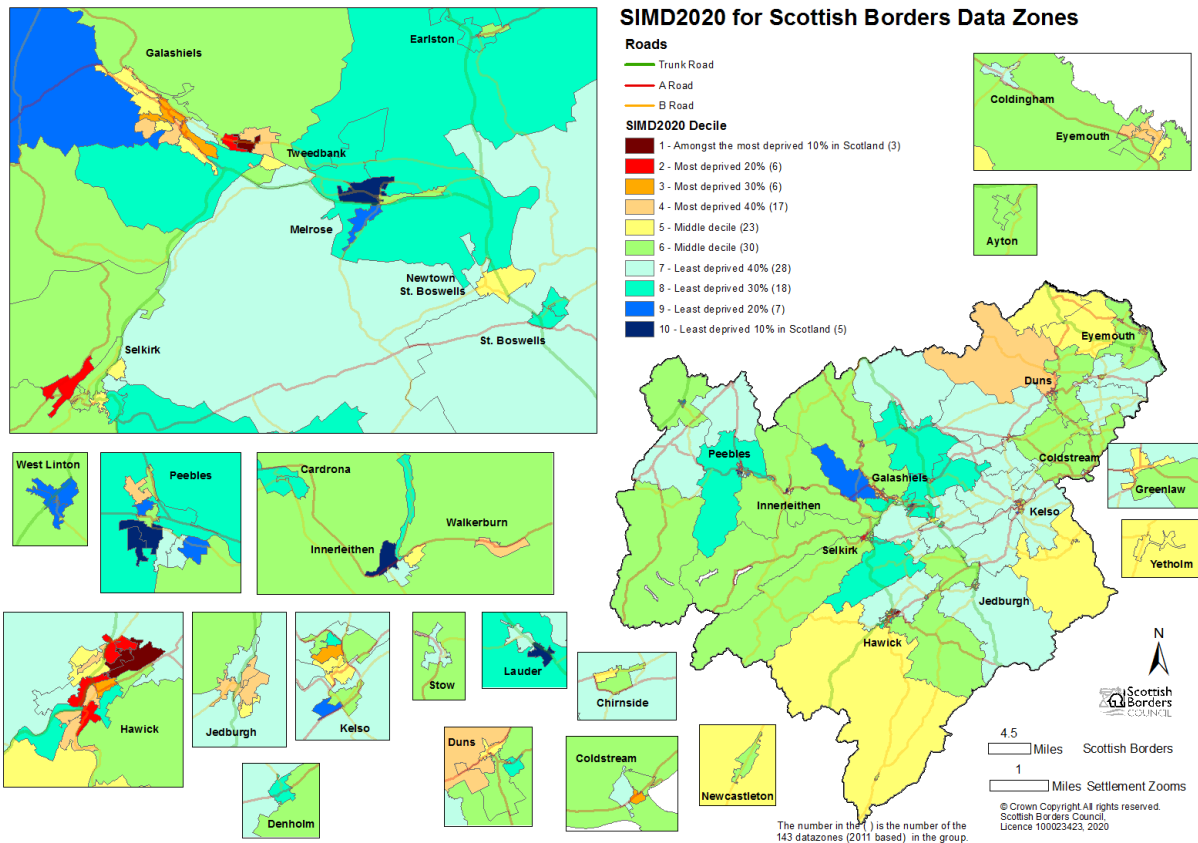 SIMD2020 for Scottish Borders Data Zones
Roads
Trunk Road
A Road
B Road
SIMD2020 Decile
1 - Amongst the most deprived 10% in Scotland (3)
2 - Most deprived 20% (6)
3 - Most deprived 30% (6)
4 - Most deprived 40% (17)
5 - Middle decile (23)
6 - Middle decile (30)
7 - Least deprived 40% (28)
8 - Least deprived 30% (18)
9 - Least deprived 20% (7)
10 - Least deprived 10% in Scotland (5)
Earlston
Galashiels
Tweedbank
Melrose
Newtown
St. Boswells
St. Boswells
Selkirk
Coldingham
Eyemouth
Ayton
Eyemouth
Duns
Coldstream
Peebles
Galashiels
Innerleithen
Kelso
Selkirk
Jedburgh
Hawick
Greenlaw
Yetholm
West Linton
Peebles
Cardrona
Walkerburn
Innerleithen
Hawick
Jedburgh
Kelso
Stow
Lauder
Chirnside
Duns
Coldstream
Newcastleton
Denholm
N
Scottish
Borders
COUNCIL
4.5
Miles
Scottish Borders
1
Miles Settlement Zooms
© Crown Copyright. All rights reserved.
Scottish Borders Council,
Licence 100023423, 2020
The number in the ( ) is the number of the
143 datazones (2011 based) in the group.